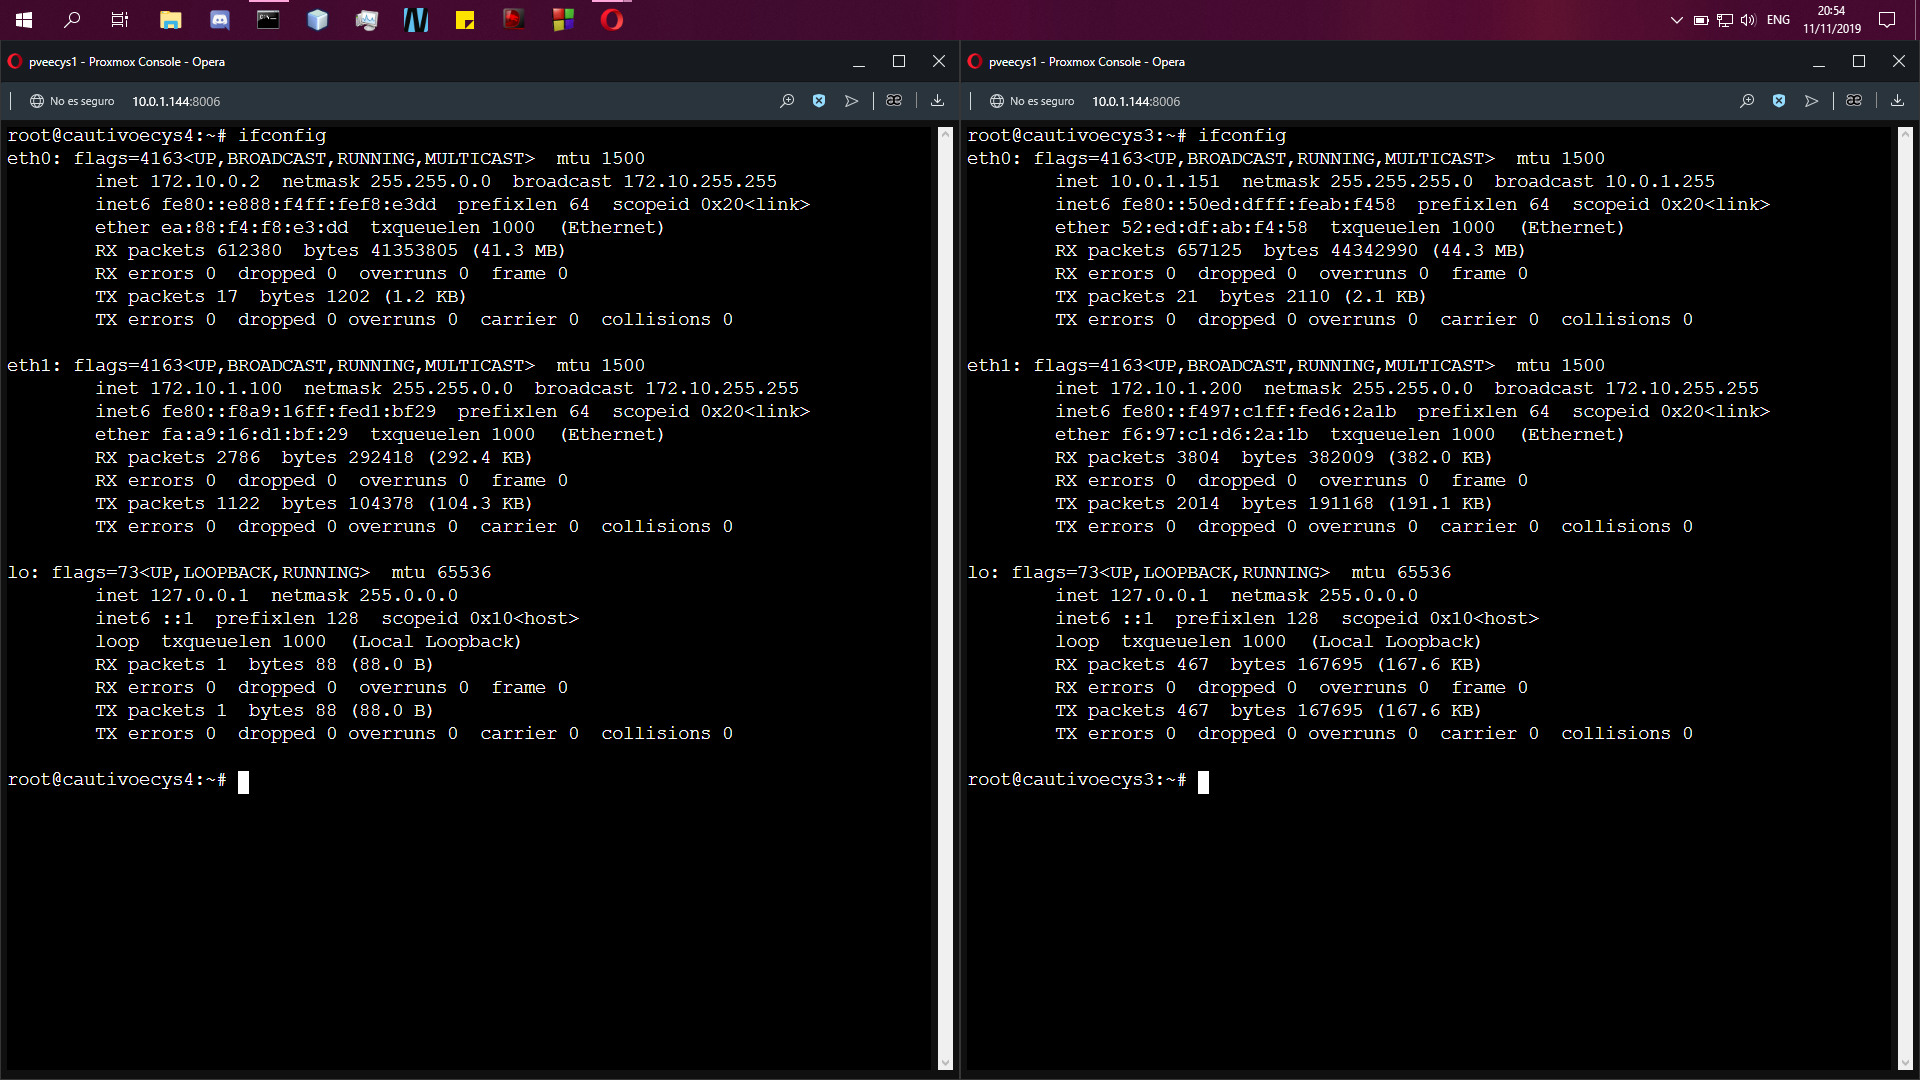 ENG
20:54
11/11/2019
pveecys1 - Proxmox Console - Opera
No es seguro 10.0.1.144:8006
root@cautivoecys4:~# ifconfig
eth0: flags=4163<UP,BROADCAST,RUNNING,MULTICAST>  mtu 1500
        inet 172.10.0.2  netmask 255.255.0.0  broadcast 172.10.255.255
        inet6 fe80::e888:f4ff:fef8:e3dd  prefixlen 64  scopeid 0x20<link>
        ether ea:88:f4:f8:e3:dd  txqueuelen 1000  (Ethernet)
        RX packets 612380  bytes 41353805 (41.3 MB)
        RX errors 0  dropped 0  overruns 0  frame 0
        TX packets 17  bytes 1202 (1.2 KB)
        TX errors 0  dropped 0 overruns 0  carrier 0  collisions 0
eth1: flags=4163<UP,BROADCAST,RUNNING,MULTICAST>  mtu 1500
        inet 172.10.1.100  netmask 255.255.0.0  broadcast 172.10.255.255
        inet6 fe80::f8a9:16ff:fed1:bf29  prefixlen 64  scopeid 0x20<link>
        ether fa:a9:16:d1:bf:29  txqueuelen 1000  (Ethernet)
        RX packets 2786  bytes 292418 (292.4 KB)
        RX errors 0  dropped 0  overruns 0  frame 0
        TX packets 1122  bytes 104378 (104.3 KB)
        TX errors 0  dropped 0 overruns 0  carrier 0  collisions 0
lo: flags=73<UP,LOOPBACK,RUNNING>  mtu 65536
        inet 127.0.0.1  netmask 255.0.0.0
        inet6 ::1  prefixlen 128  scopeid 0x10<host>
        loop  txqueuelen 1000  (Local Loopback)
        RX packets 1  bytes 88 (88.0 B)
        RX errors 0  dropped 0  overruns 0  frame 0
        TX packets 1  bytes 88 (88.0 B)
        TX errors 0  dropped 0 overruns 0  carrier 0  collisions 0
root@cautivoecys4:~#
pveecys1 - Proxmox Console - Opera
No es seguro 10.0.1.144:8006
root@cautivoecys3:~# ifconfig
eth0: flags=4163<UP,BROADCAST,RUNNING,MULTICAST>  mtu 1500
        inet 10.0.1.151  netmask 255.255.255.0  broadcast 10.0.1.255
        inet6 fe80::50ed:dfff:feab:f458  prefixlen 64  scopeid 0x20<link>
        ether 52:ed:df:ab:f4:58  txqueuelen 1000  (Ethernet)
        RX packets 657125  bytes 44342990 (44.3 MB)
        RX errors 0  dropped 0  overruns 0  frame 0
        TX packets 21  bytes 2110 (2.1 KB)
        TX errors 0  dropped 0 overruns 0  carrier 0  collisions 0
eth1: flags=4163<UP,BROADCAST,RUNNING,MULTICAST>  mtu 1500
        inet 172.10.1.200  netmask 255.255.0.0  broadcast 172.10.255.255
        inet6 fe80::f497:c1ff:fed6:2a1b  prefixlen 64  scopeid 0x20<link>
        ether f6:97:c1:d6:2a:1b  txqueuelen 1000  (Ethernet)
        RX packets 3804  bytes 382009 (382.0 KB)
        RX errors 0  dropped 0  overruns 0  frame 0
        TX packets 2014  bytes 191168 (191.1 KB)
        TX errors 0  dropped 0 overruns 0  carrier 0  collisions 0
lo: flags=73<UP,LOOPBACK,RUNNING>  mtu 65536
        inet 127.0.0.1  netmask 255.0.0.0
        inet6 ::1  prefixlen 128  scopeid 0x10<host>
        loop  txqueuelen 1000  (Local Loopback)
        RX packets 467  bytes 167695 (167.6 KB)
        RX errors 0  dropped 0  overruns 0  frame 0
        TX packets 467  bytes 167695 (167.6 KB)
        TX errors 0  dropped 0 overruns 0  carrier 0  collisions 0
root@cautivoecys3:~#